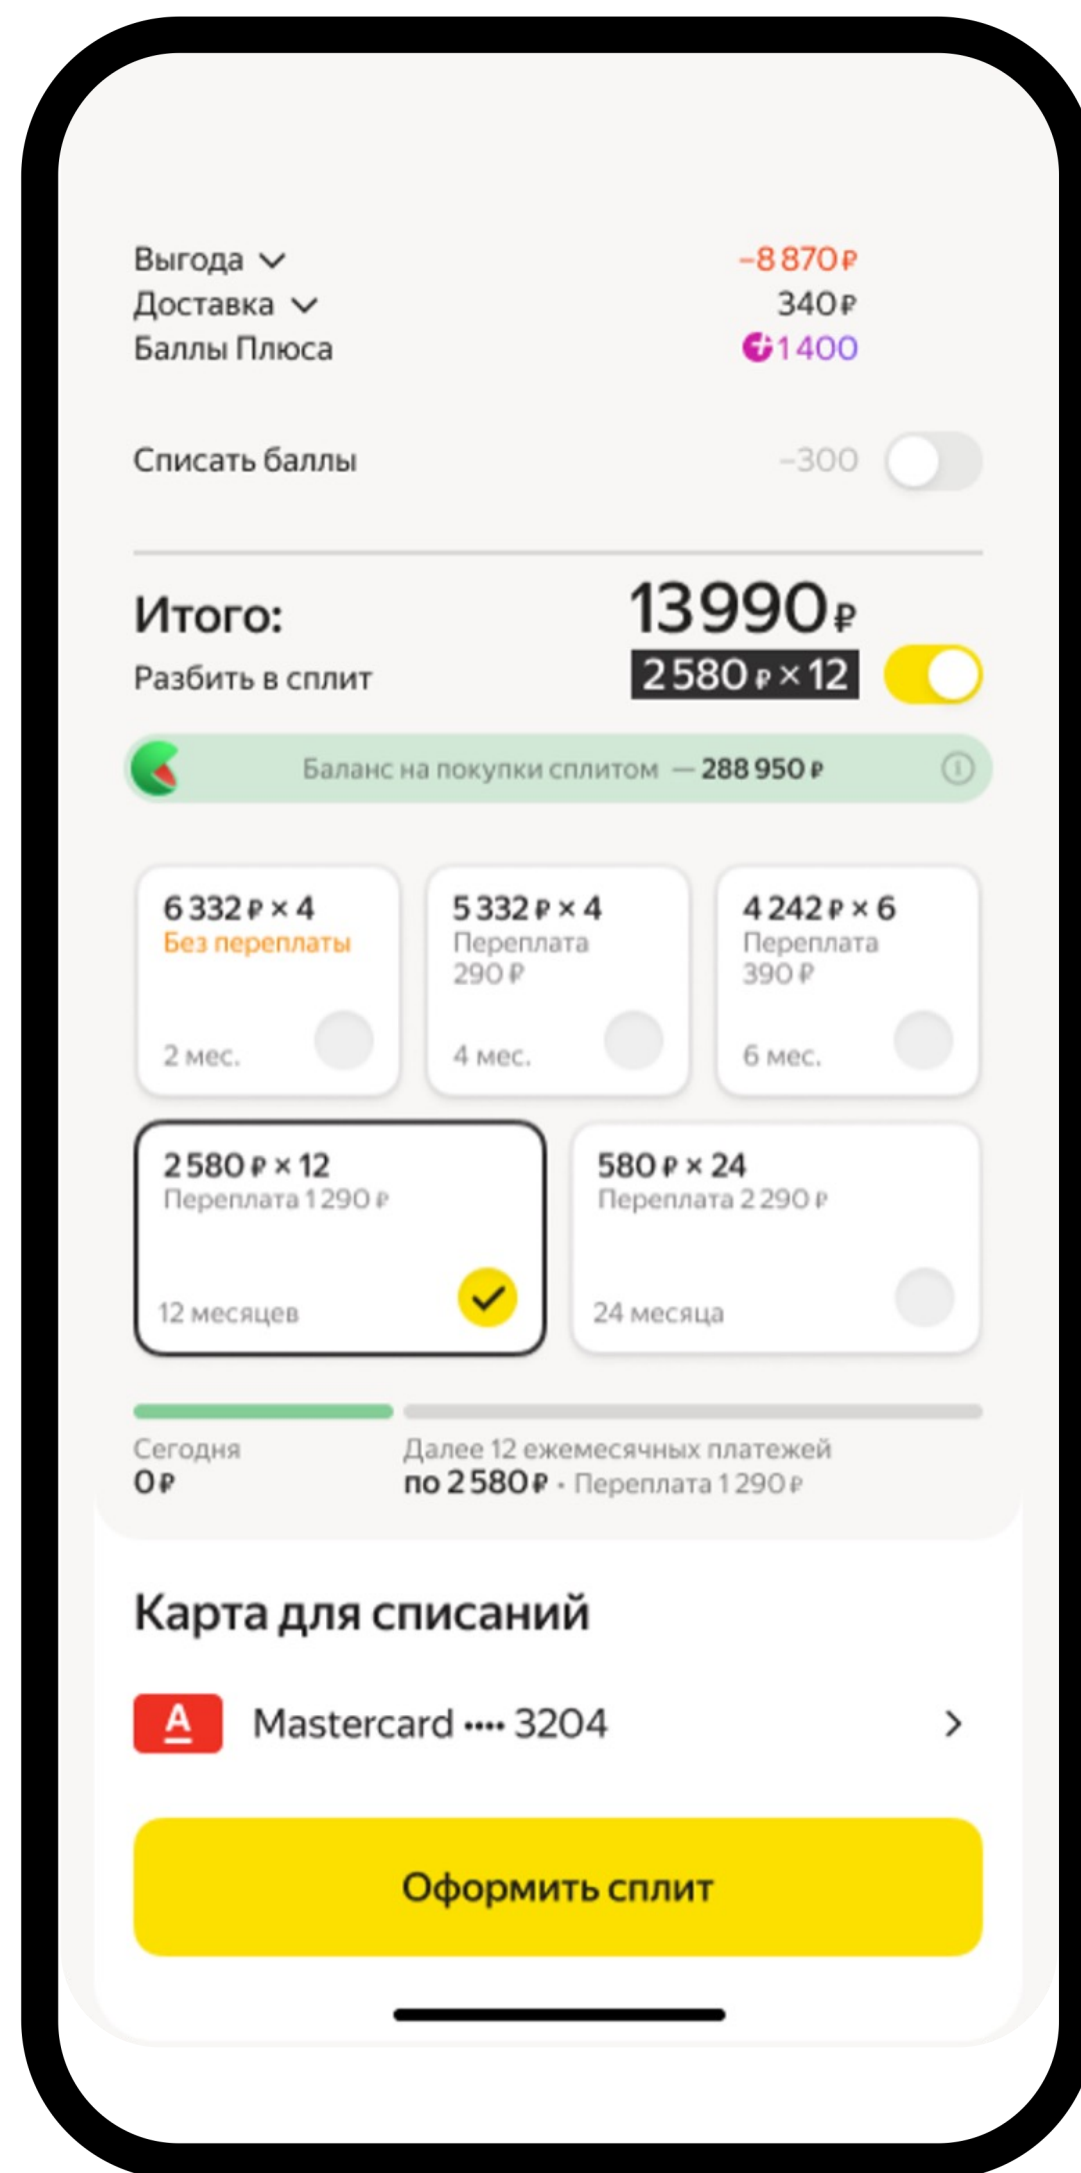 Выгода
−8 870 ₽
Доставка
340 ₽
Баллы Плюса
1 400
Списать баллы
−300
Итого:
13 990 ₽
Разбить в сплит
2 580 ₽ × 12
Баланс на покупки сплитом — 288 950 ₽
6 332 ₽ × 4
Без переплаты
2 мес.
5 332 ₽ × 4
Переплата
290 ₽
4 мес.
4 242 ₽ × 6
Переплата
390 ₽
6 мес.
2 580 ₽ × 12
Переплата 1 290 ₽
12 месяцев
580 ₽ × 24
Переплата 2 290 ₽
24 месяца
Сегодня
0 ₽
Далее 12 ежемесячных платежей
по 2 580 ₽ · Переплата 1 290 ₽
Карта для списаний
А
Mastercard •••• 3204
Оформить сплит